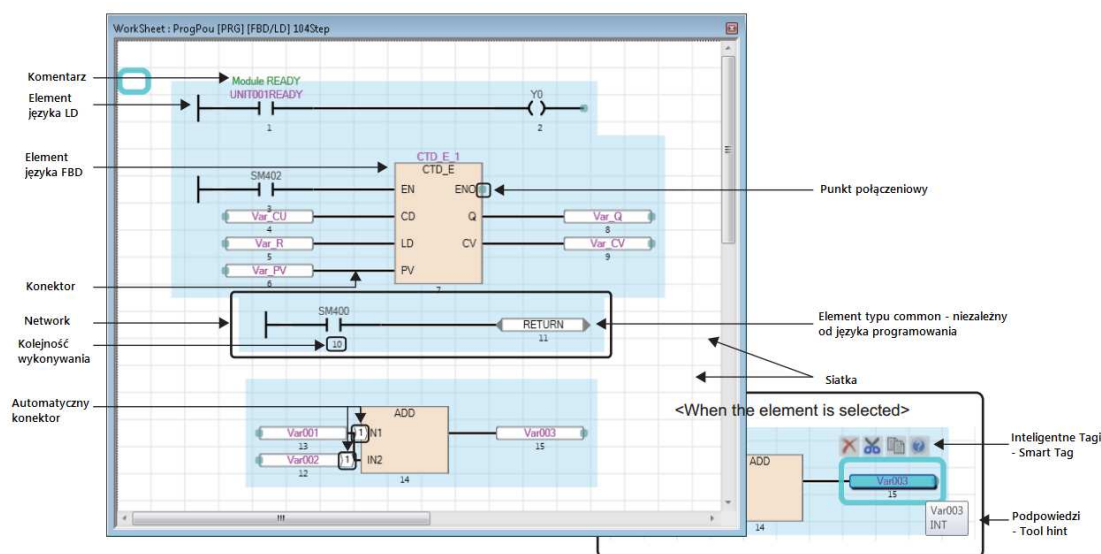 WorkSheet : ProgPou [PRG] [FBD/LD] 104Step
Komentarz
Module READY
UNIT001READY
Y0
Element
języka LD
1
2
Element
języka FBD
CTD_E_1
CTD_E
SM402
EN
ENO
Punkt połączeniowy
3
Var_CU
CD
Q
Var_Q
4
8
Var_R
LD
CV
Var_CV
5
9
Var_PV
PV
6
7
Konektor
Network
SM400
RETURN
11
Element typu common - niezależny
od języka programowania
Kolejność
wykonywania
10
Siatka
Automatyczny
konektor
ADD
Var001
1
IN1
Var003
13
15
Var002
1
IN2
12
14
<When the element is selected>
Inteligentne Tagi
- Smart Tag
ADD
Var003
15
14
Var003
INT
Podpowiedzi
- Tool hint